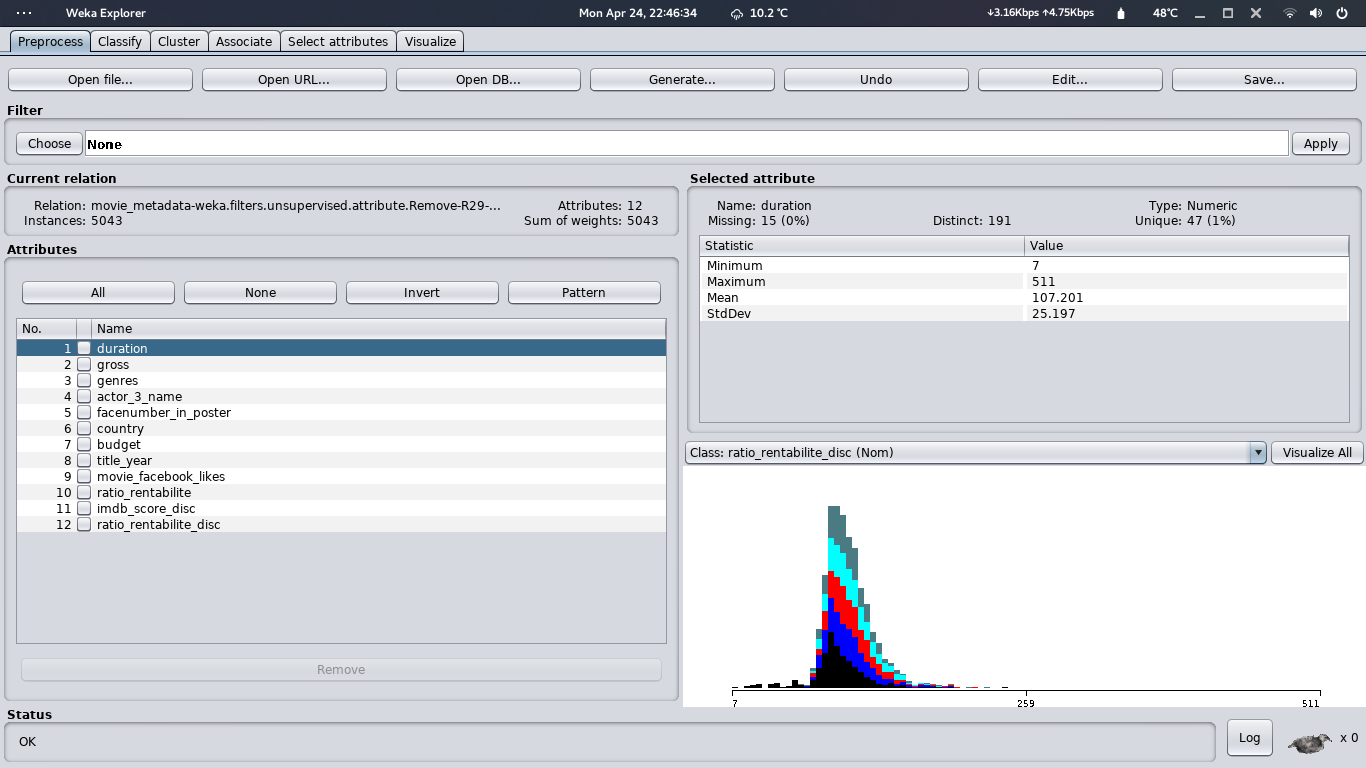 Weka Explorer
Mon Apr 24, 22:46:34
10.2 °C
↓3.16Kbps ↑4.75Kbps
48°C
Preprocess Classify Cluster Associate Select attributes Visualize
Open file... Open URL... Open DB... Generate... Undo Edit... Save...
Filter
Choose None Apply
Current relation
Relation: movie_metadata-weka.filters.unsupervised.attribute.Remove-R29-... Attributes: 12
Instances: 5043 Sum of weights: 5043
Attributes
All None Invert Pattern
No. Name
1 duration
2 gross
3 genres
4 actor_3_name
5 facenumber_in_poster
6 country
7 budget
8 title_year
9 movie_facebook_likes
10 ratio_rentabilite
11 imdb_score_disc
12 ratio_rentabilite_disc
Remove
Selected attribute
Name: duration Type: Numeric
Missing: 15 (0%) Distinct: 191 Unique: 47 (1%)
Statistic Value
Minimum 7
Maximum 511
Mean 107.201
StdDev 25.197
Class: ratio_rentabilite_disc (Nom) Visualize All
7 259 511
Status
OK
Log x 0